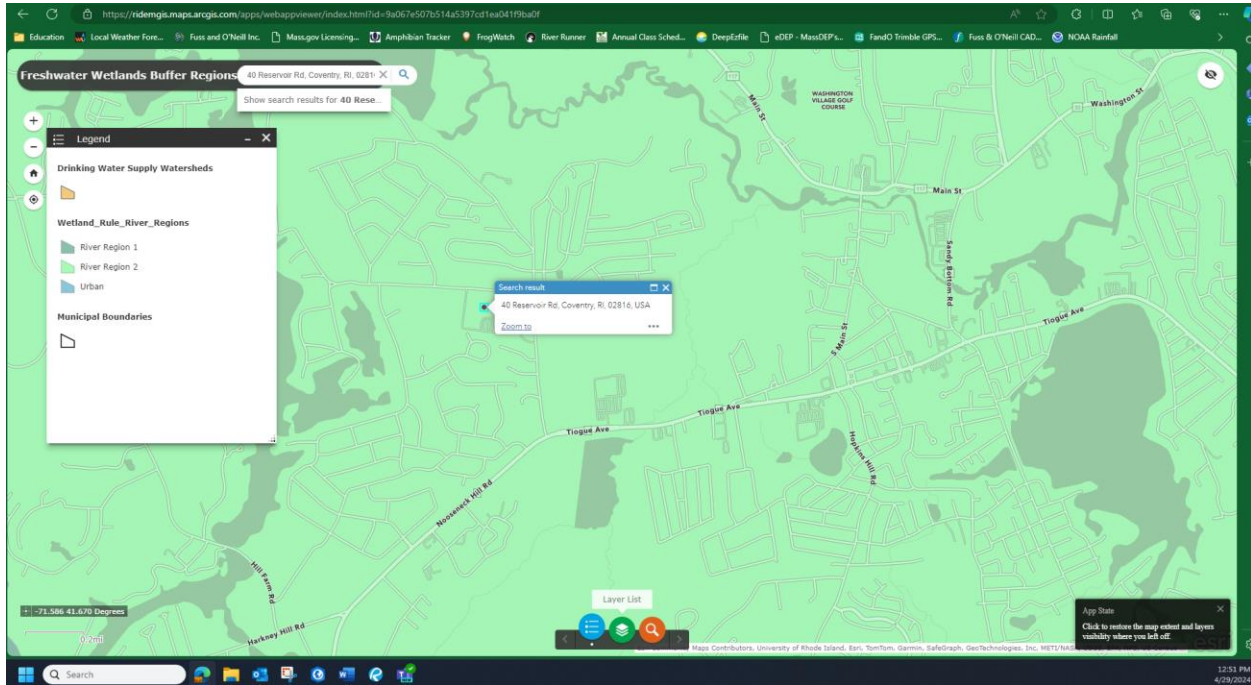 https://ridemgis.maps.arcgis.com/apps/webappviewer/index.html?id=9a067e507b514a5397cd1ea041f9ba0f
Education
Local Weather Fore...
Fuss and O'Neill Inc.
Mass.gov Licensing...
Amphibian Tracker
FrogWatch
River Runner
Annual Class Sched...
DeepEzfile
eDEP - MassDEP's...
FandO Trimble GPS...
Fuss & O'Neill CAD...
NOAA Rainfall
Freshwater Wetlands Buffer Regions
40 Reservoir Rd, Coventry, RI, 0281
Show search results for 40 Rese...
Legend
Drinking Water Supply Watersheds
Wetland_Rule_River_Regions
River Region 1
River Region 2
Urban
Municipal Boundaries
Search result
40 Reservoir Rd, Coventry, RI, 02816, USA
Zoom to
WASHINGTON
VILLAGE GOLF
COURSE
Main St
Washington St
Main St
Sandy Bottom Rd
Tiogue Ave
S Main St
Tiogue Ave
Tiogue Ave
Hopkins Hill Rd
Nooseneck Hill Rd
Hill Farm Rd
Harkney Hill Rd
-71.586 41.670 Degrees
0.2mi
Layer List
App State
Click to restore the map extent and layers
visibility where you left off.
esri
Maps Contributors, University of Rhode Island, Esri, TomTom, Garmin, SafeGraph, GeoTechnologies, Inc, METI/NASA
Search
12:51 PM
4/29/2024